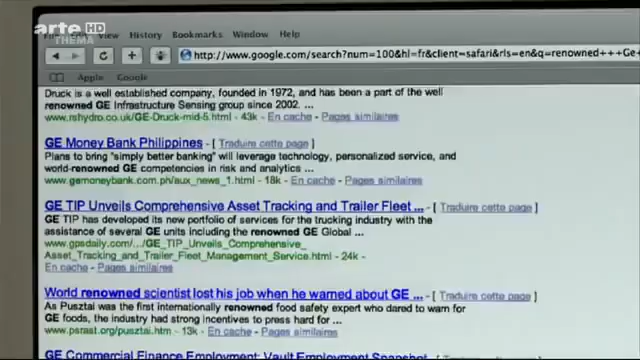 arte HD
THEMA
View History Bookmarks Window Help
http://www.google.com/search?num=100&hl=fr&client=safari&rls=en&q=renowned+++Ge+
Apple Google
Druck is a well established company, founded in 1972, and has been a part of the well
renowned GE Infrastructure Sensing group since 2002. ...
www.rshydro.co.uk/GE-Druck-mid-5.html - 43k - En cache - Pages similaires
GE Money Bank Philippines - [ Traduire cette page ]
Plans to bring "simply better banking" will leverage technology, personalized service, and
world-renowned GE competencies in risk and analytics ...
www.gemoneybank.com.ph/aux_news_1.html - 18k - En cache - Pages similaires
GE TIP Unveils Comprehensive Asset Tracking and Trailer Fleet ... - [ Traduire cette page ]
GE TIP has developed its new portfolio of services for the trucking industry with the
assistance of several GE units including the renowned GE Global ...
www.gpsdaily.com/.../GE_TIP_Unveils_Comprehensive_
Asset_Tracking_and_Trailer_Fleet_Management_Service.html - 24k -
En cache - Pages similaires
World renowned scientist lost his job when he warned about GE ... - [ Traduire cette page ]
As Pusztai was the first internationally renowned food safety expert who dared to warn for
GE foods, the industry had strong incentives to press hard for ...
www.psrast.org/pusztai.htm - 13k - En cache - Pages similaires
GE Commercial Finance Employment: Vault Employment Snapshot